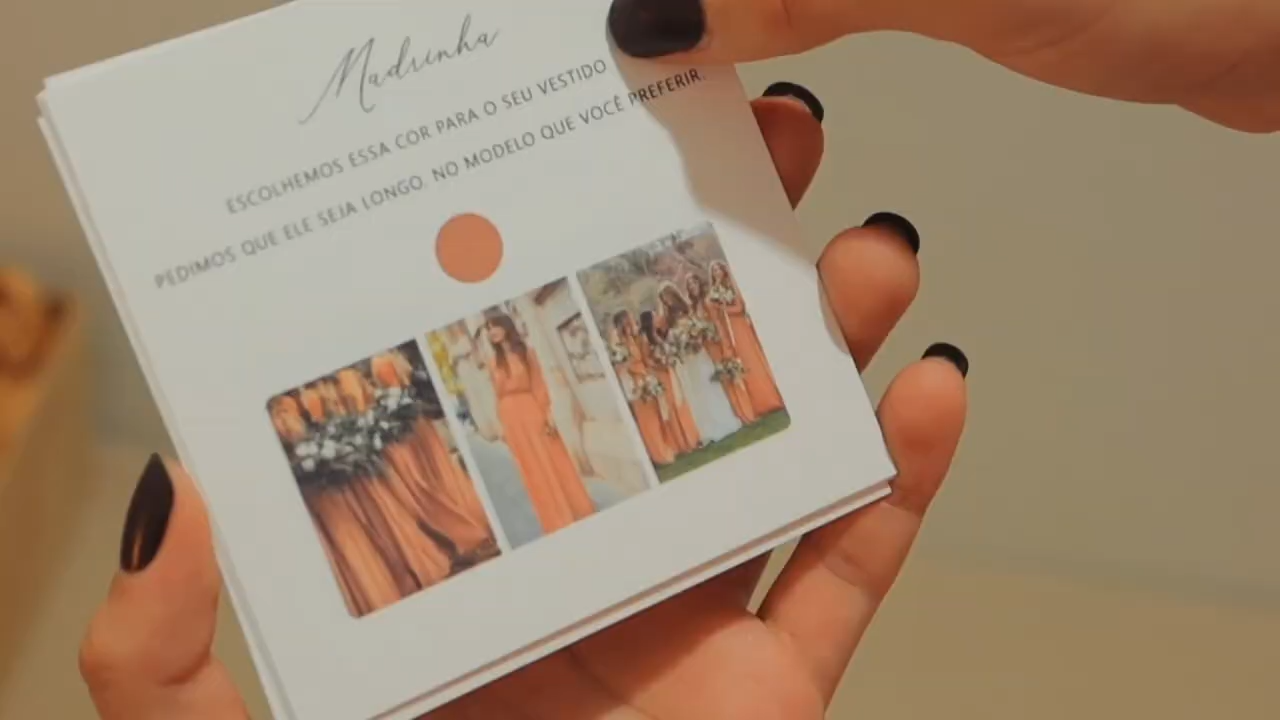 Madrinha
ESCOLHEMOS ESSA COR PARA O SEU VESTIDO
PEDIMOS QUE ELE SEJA LONGO, NO MODELO QUE VOCÊ PREFERIR.